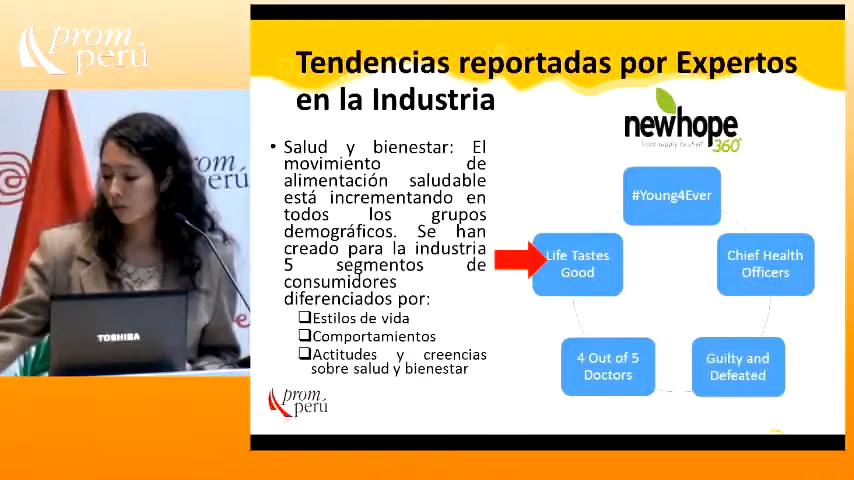 prom
perú
rom
erú
TOSHIBA
Tendencias reportadas por Expertos
en la Industria
• Salud y bienestar: El
movimiento de
alimentación saludable
está incrementando en
todos los grupos
demográficos. Se han
creado para la industria
5 segmentos de
consumidores
diferenciados por:
❑Estilos de vida
❑Comportamientos
❑Actitudes y creencias
sobre salud y bienestar
prom
perú
newhope
from supply to shelf
360°
#Young4Ever
Life Tastes
Good
Chief Health
Officers
4 Out of 5
Doctors
Guilty and
Defeated